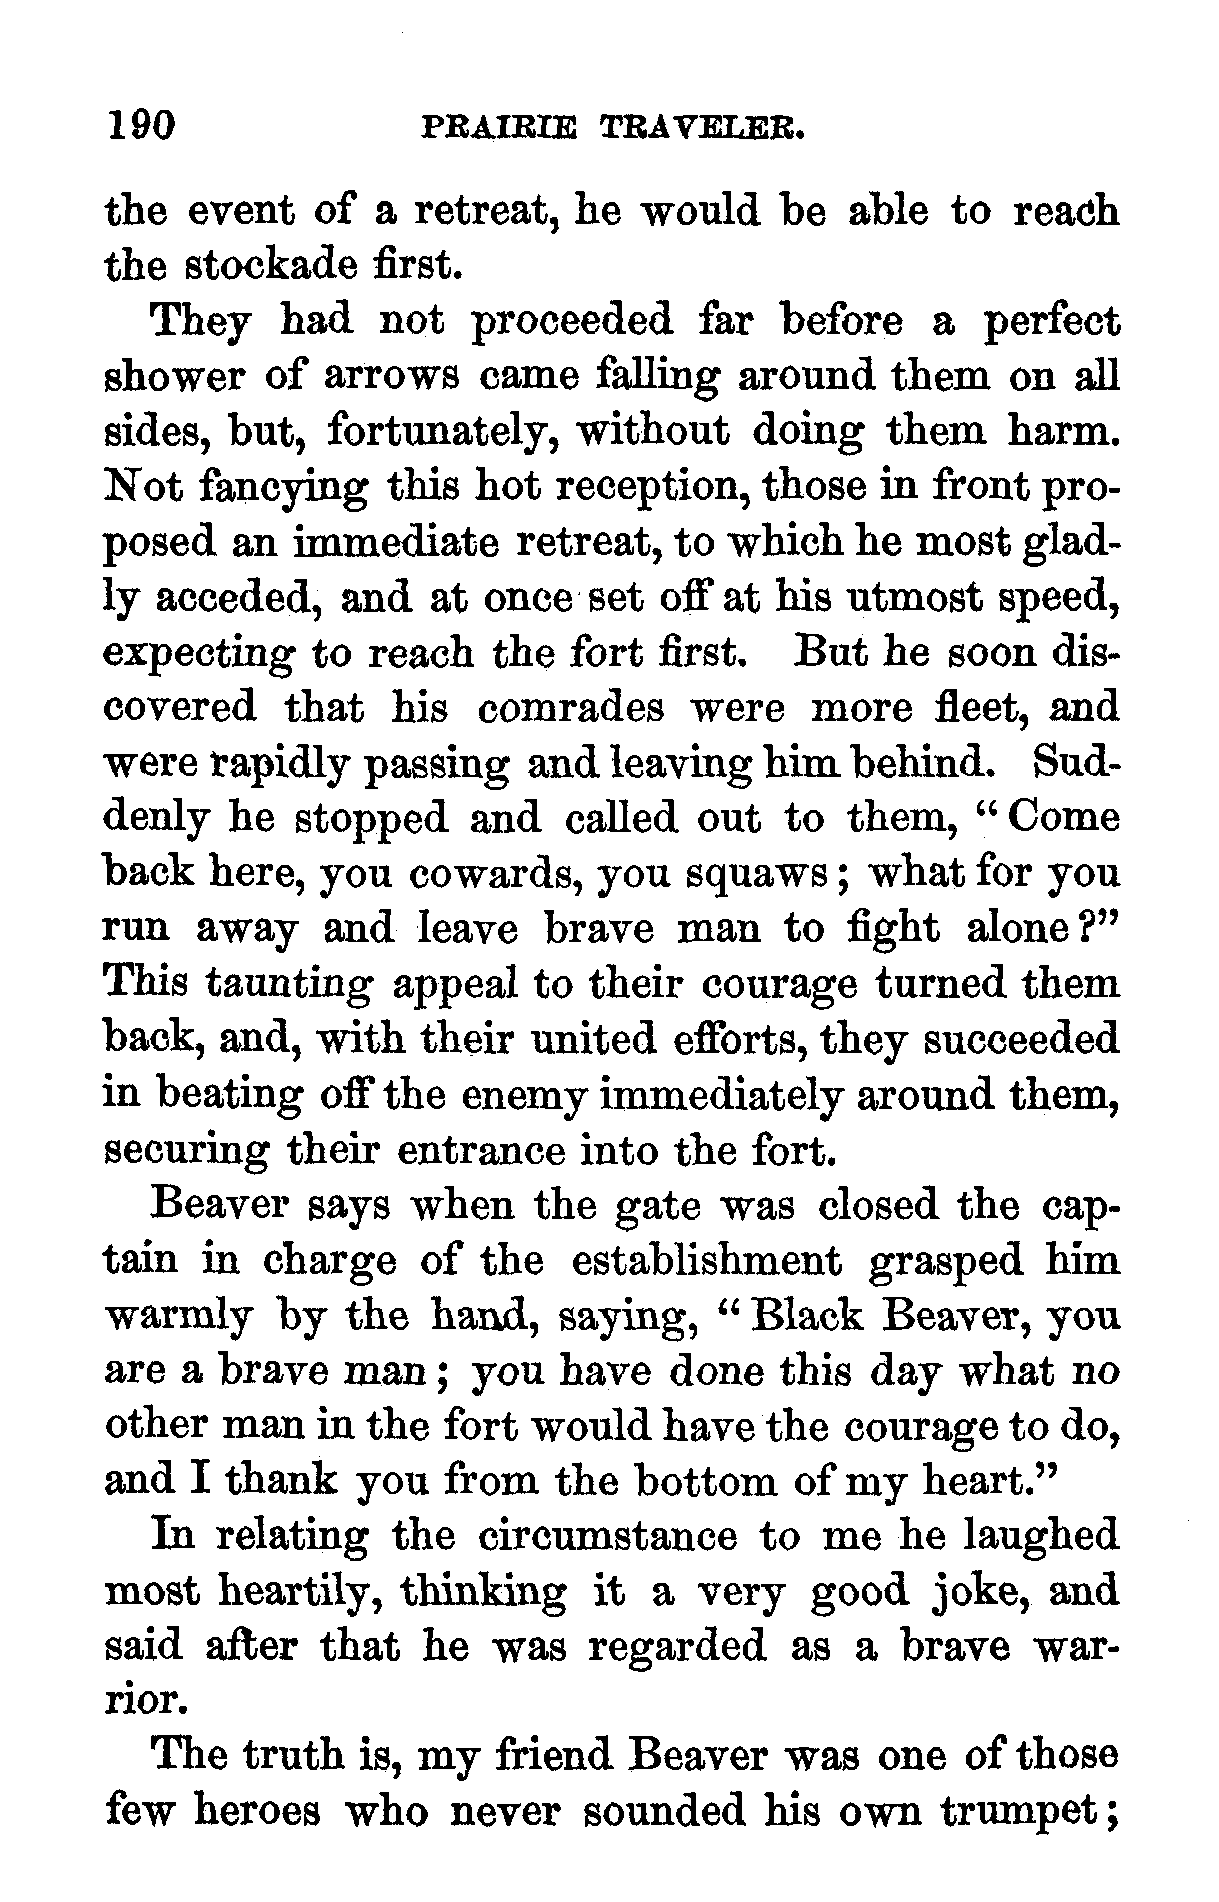 190 PRAIRIE TRAVELER.
the event of a retreat, he would be able to reach
the stockade first.
They had not proceeded far before a perfect
shower of arrows came falling around them on all
sides, but, fortunately, without doing them harm.
Not fancying this hot reception, those in front pro-
posed an immediate retreat, to which he most glad-
ly acceded, and at once set off at his utmost speed,
expecting to reach the fort first. But he soon dis-
covered that his comrades were more fleet, and
were rapidly passing and leaving him behind. Sud-
denly he stopped and called out to them, “Come
back here, you cowards, you squaws; what for you
run away and leave brave man to fight alone?”
This taunting appeal to their courage turned them
back, and, with their united efforts, they succeeded
in beating off the enemy immediately around them,
securing their entrance into the fort.
Beaver says when the gate was closed the cap-
tain in charge of the establishment grasped him
warmly by the hand, saying, “Black Beaver, you
are a brave man; you have done this day what no
other man in the fort would have the courage to do,
and I thank you from the bottom of my heart.”
In relating the circumstance to me he laughed
most heartily, thinking it a very good joke, and
said after that he was regarded as a brave war-
rior.
The truth is, my friend Beaver was one of those
few heroes who never sounded his own trumpet;